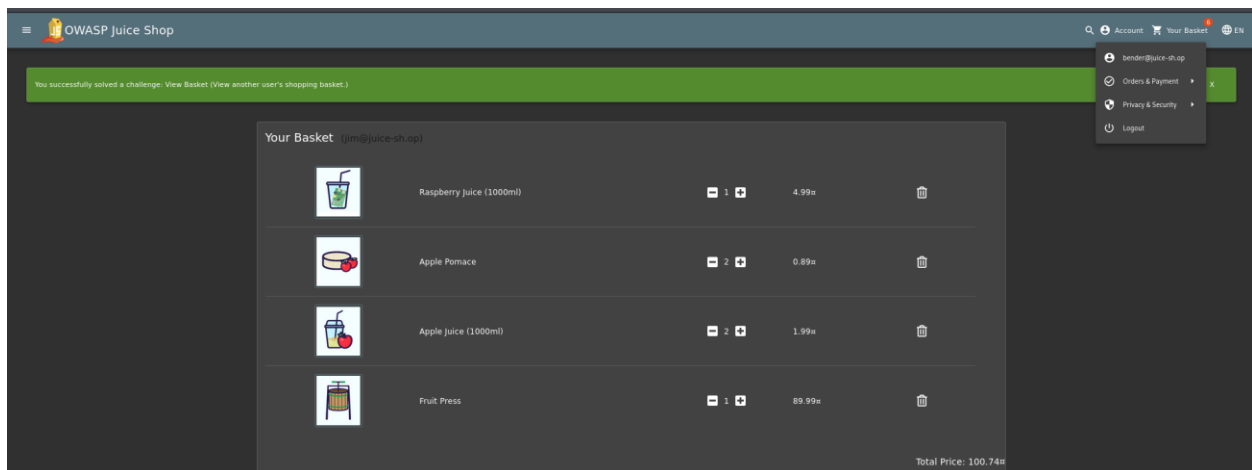 OWASP Juice Shop
Account
Your Basket
6
EN
bender@juice-sh.op
Orders & Payment
Privacy & Security
Logout
You successfully solved a challenge: View Basket (View another user's shopping basket.)
X
Your Basket (jim@juice-sh.op)
Raspberry Juice (1000ml) 1 4.99¤
Apple Pomace 2 0.89¤
Apple Juice (1000ml) 2 1.99¤
Fruit Press 1 89.99¤
Total Price: 100.74¤